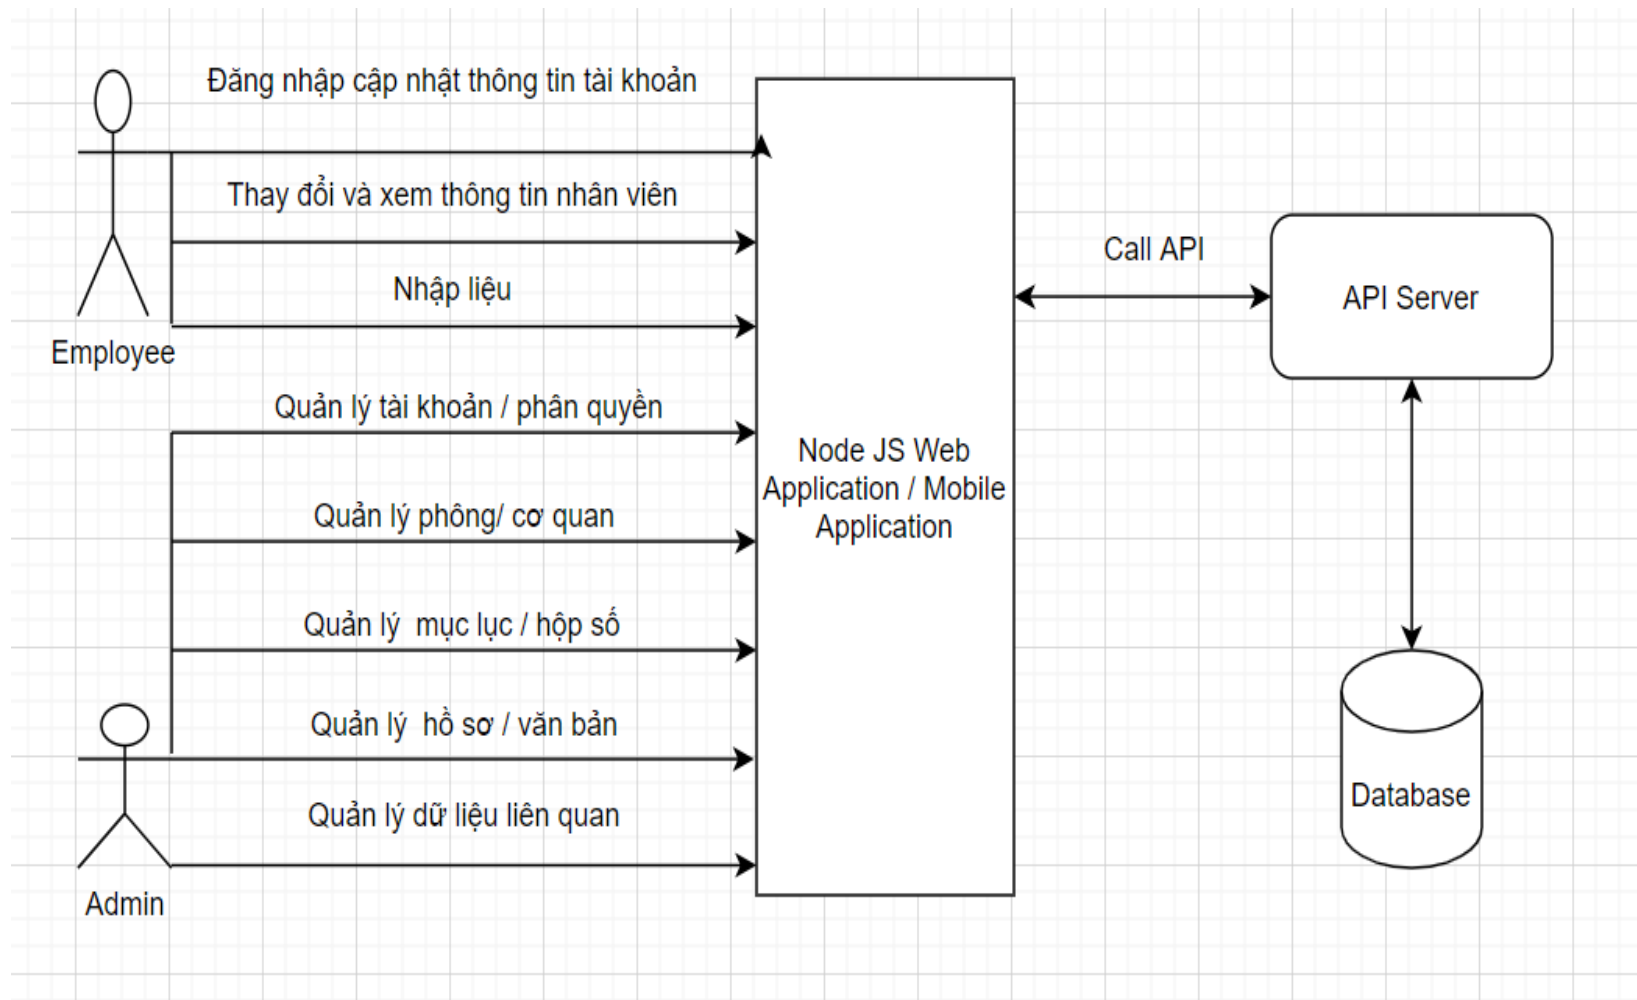 Đăng nhập cập nhật thông tin tài khoản
Thay đổi và xem thông tin nhân viên
Nhập liệu
Employee
Quản lý tài khoản / phân quyền
Quản lý phông/ cơ quan
Quản lý mục lục / hộp số
Quản lý hồ sơ / văn bản
Quản lý dữ liệu liên quan
Admin
Node JS Web
Application / Mobile
Application
Call API
API Server
Database